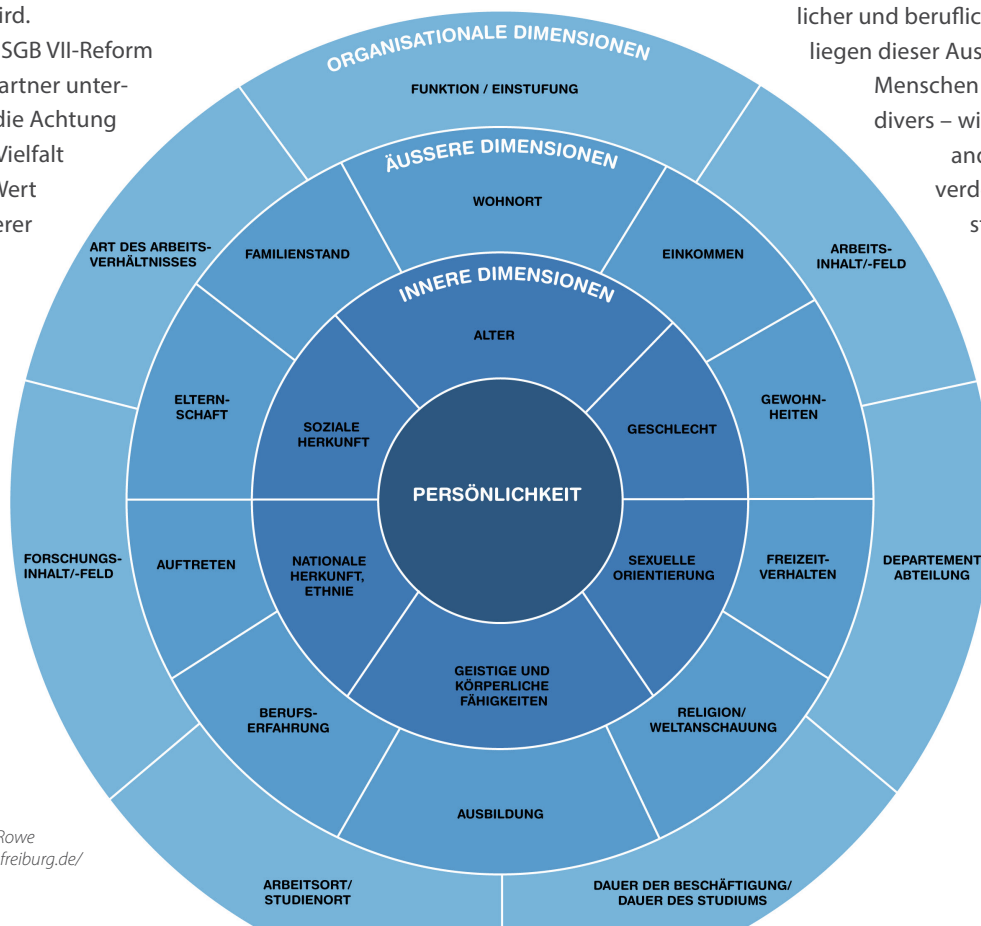 ird.
SGB VII-Reform
artner unter-
die Achtung
Vielfalt
Wert
erer
licher und beruflic
liegen dieser Aus
Menschen
divers – wi
and
verd
st
ORGANISATIONALE DIMENSIONEN
FUNKTION / EINSTUFUNG
ÄUSSERE DIMENSIONEN
WOHNORT
ART DES ARBEITS-
VERHÄLTNISSES
FAMILIENSTAND
EINKOMMEN
ARBEITS-
INHALT/-FELD
INNERE DIMENSIONEN
ALTER
ELTERN-
SCHAFT
SOZIALE
HERKUNFT
GESCHLECHT
GEWOHN-
HEITEN
PERSÖNLICHKEIT
FORSCHUNGS-
INHALT/-FELD
AUFTRETEN
NATIONALE
HERKUNFT,
ETHNIE
SEXUELLE
ORIENTIERUNG
FREIZEIT-
VERHALTEN
DEPARTEMENT
ABTEILUNG
GEISTIGE UND
KÖRPERLICHE
FÄHIGKEITEN
BERUFS-
ERFAHRUNG
RELIGION/
WELTANSCHAUUNG
AUSBILDUNG
Rowe
freiburg.de/
ARBEITSORT/
STUDIENORT
DAUER DER BESCHÄFTIGUNG/
DAUER DES STUDIUMS